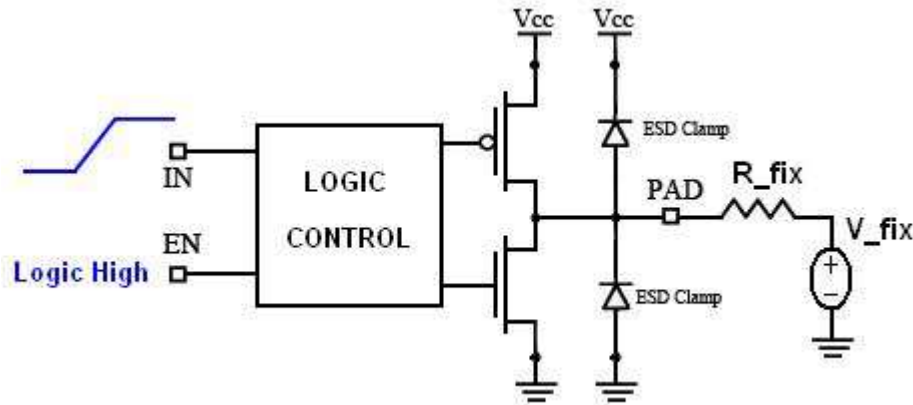 Vcc
Vcc
ESD Clamp
IN
LOGIC
CONTROL
PAD
R_fix
V_fix
EN
Logic High
ESD Clamp
+
−